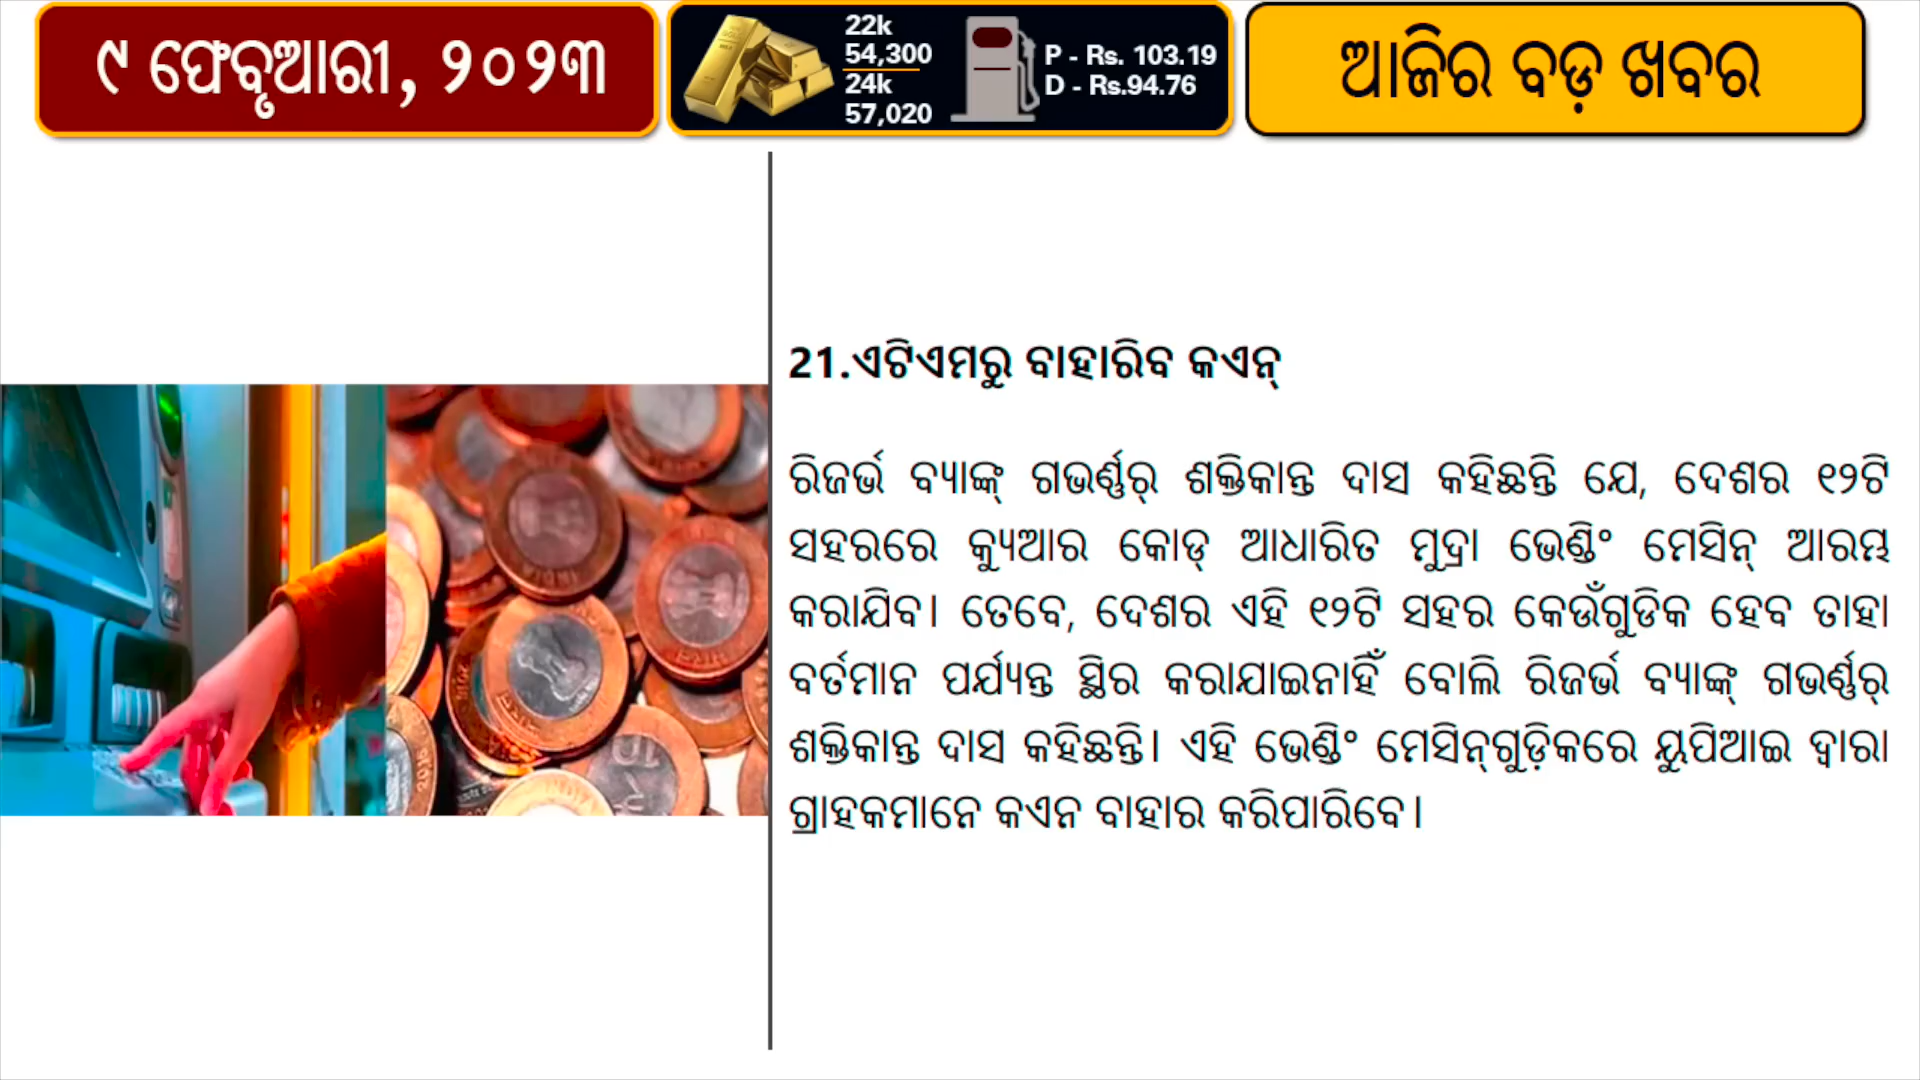 ୯ ଫେବୃଆରୀ, ୨୦୨୩
22k
54,300
24k
57,020
P - Rs. 103.19
D - Rs.94.76
ଆଜିର ବଡ଼ ଖବର
21.ଏଟିଏମରୁ ବାହାରିବ କଏନ୍
ରିଜର୍ଭ ବ୍ୟାଙ୍କ୍ ଗଭର୍ଣ୍ଣର୍ ଶକ୍ତିକାନ୍ତ ଦାସ କହିଛନ୍ତି ଯେ, ଦେଶର ୧୨ଟି
ସହରରେ କ୍ୟୁଆର କୋଡ୍ ଆଧାରିତ ମୁଦ୍ରା ଭେଣ୍ଡିଂ ମେସିନ୍ ଆରମ୍ଭ
କରାଯିବ। ତେବେ, ଦେଶର ଏହି ୧୨ଟି ସହର କେଉଁଗୁଡିକ ହେବ ତାହା
ବର୍ତମାନ ପର୍ଯ୍ୟନ୍ତ ସ୍ଥିର କରାଯାଇନାହିଁ ବୋଲି ରିଜର୍ଭ ବ୍ୟାଙ୍କ୍ ଗଭର୍ଣ୍ଣର୍
ଶକ୍ତିକାନ୍ତ ଦାସ କହିଛନ୍ତି। ଏହି ଭେଣ୍ଡିଂ ମେସିନ୍‌ଗୁଡ଼ିକରେ ୟୁପିଆଇ ଦ୍ୱାରା
ଗ୍ରାହକମାନେ କଏନ ବାହାର କରିପାରିବେ।